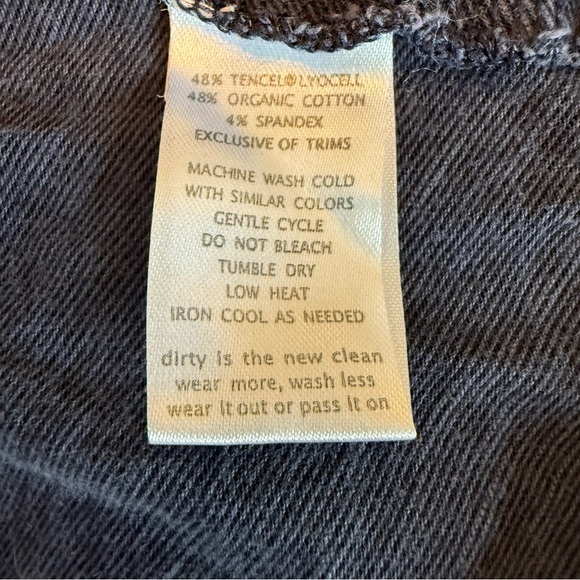 48% TENCEL®LYOCELL
48% ORGANIC COTTON
4% SPANDEX
EXCLUSIVE OF TRIMS
MACHINE WASH COLD
WITH SIMILAR COLORS
GENTLE CYCLE
DO NOT BLEACH
TUMBLE DRY
LOW HEAT
IRON COOL AS NEEDED
dirty is the new clean
wear more, wash less
wear it out or pass it on